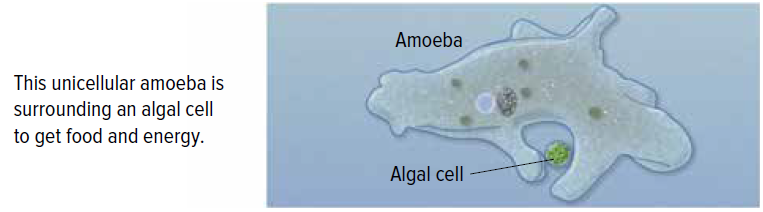 This unicellular amoeba is
surrounding an algal cell
to get food and energy.
Amoeba
Algal cell